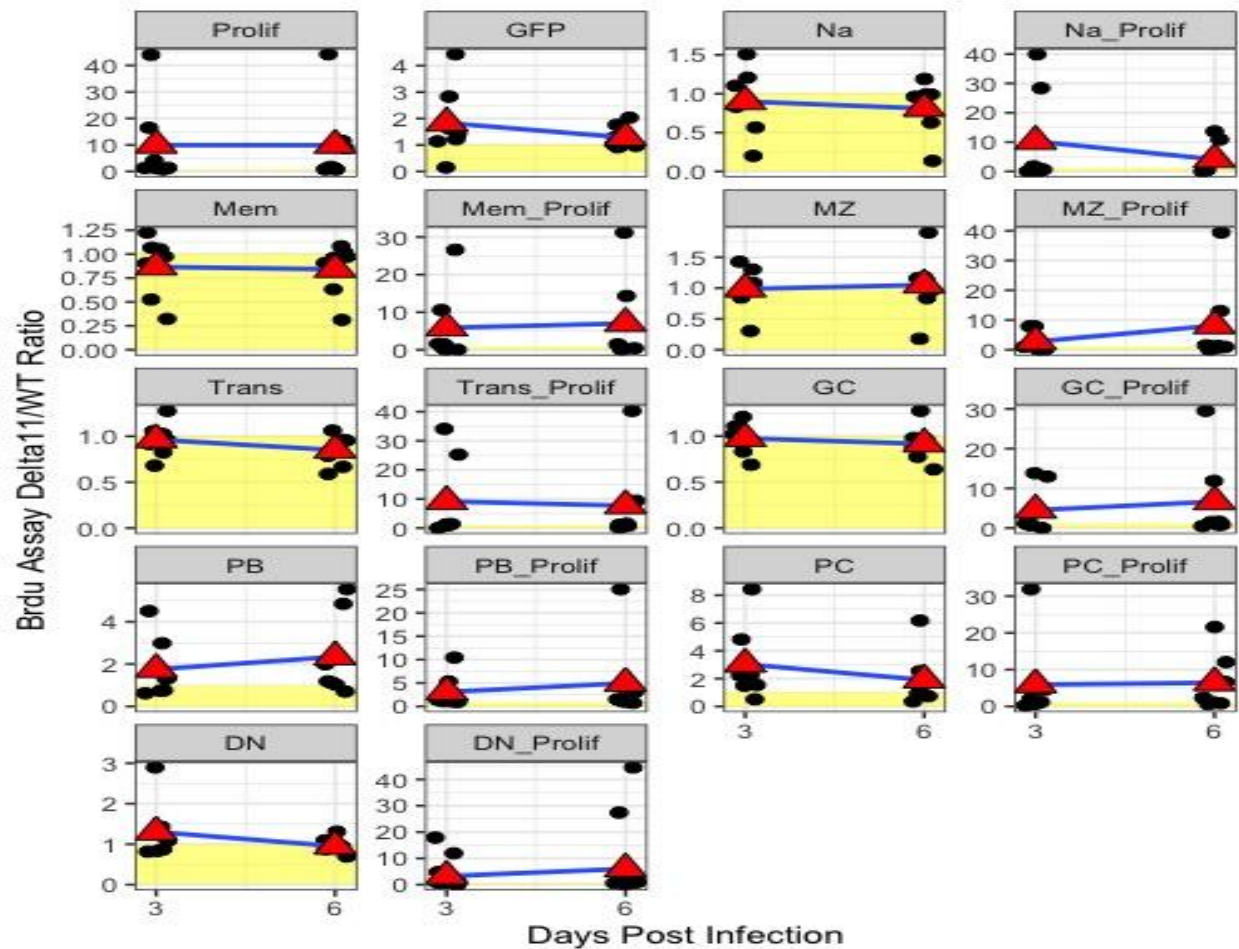 Prolif GFP Na Na_Prolif
40 30 20 10 0
4 3 2 1 0
1.5 1.0 0.5 0.0
40 30 20 10 0
Mem Mem_Prolif MZ MZ_Prolif
1.25 1.00 0.75 0.50 0.25 0.00
30 20 10 0
1.5 1.0 0.5 0.0
40 30 20 10 0
Trans Trans_Prolif GC GC_Prolif
1.0 0.5 0.0
40 30 20 10 0
1.0 0.5 0.0
30 20 10 0
PB PB_Prolif PC PC_Prolif
4 2 0
25 20 15 10 5 0
8 6 4 2 0
30 20 10 0
3 6 3 6
DN DN_Prolif
3 2 1 0
40 30 20 10 0
3 6 3 6
Brdu Assay Delta11/WT Ratio
Days Post Infection